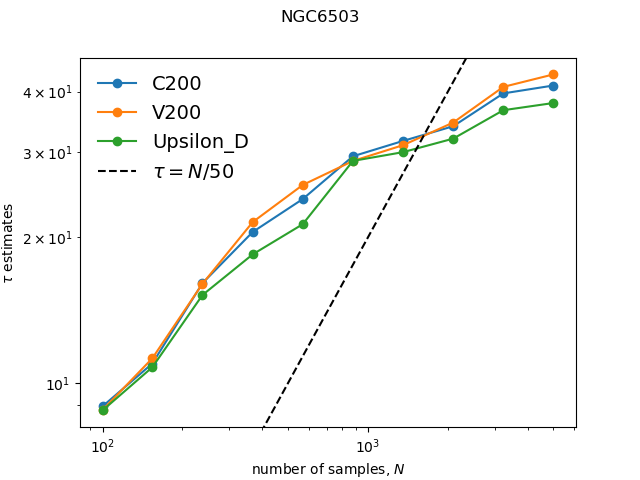 NGC6503
C200
V200
Upsilon_D
τ = N/50
4 × 10¹
3 × 10¹
2 × 10¹
10¹
τ estimates
10² 10³
number of samples, N